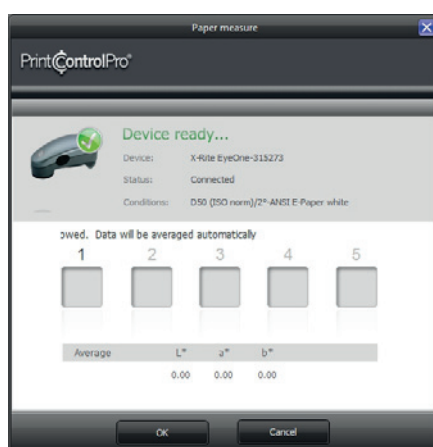 Paper measure
PrintControlPro®
Device ready...
Device: X-Rite EyeOne-315273
Status: Connected
Conditions: D50 (ISO norm)/2°-ANSI E-Paper white
owed. Data will be averaged automatically
1 2 3 4 5
Average L* a* b*
0.00 0.00 0.00
OK Cancel